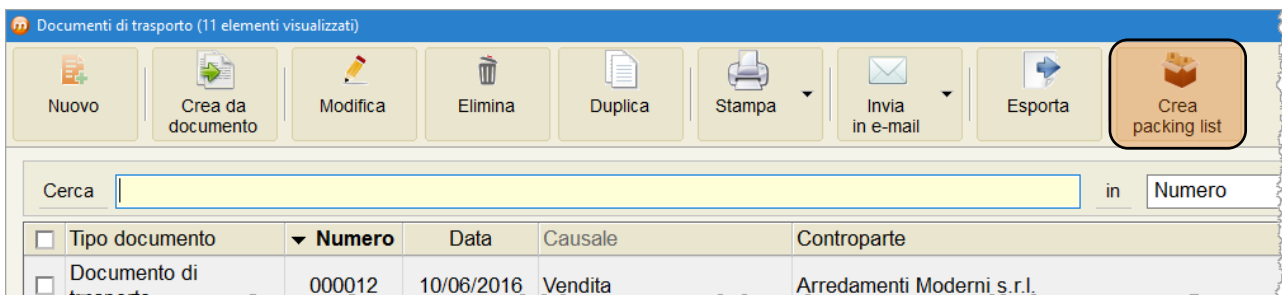 Documenti di trasporto (11 elementi visualizzati)
Nuovo
Crea da
documento
Modifica
Elimina
Duplica
Stampa
Invia
in e-mail
Esporta
Crea
packing list
Cerca
in
Numero
Tipo documento
Numero
Data
Causale
Controparte
Documento di
trasporto
000012
10/06/2016
Vendita
Arredamenti Moderni s.r.l.